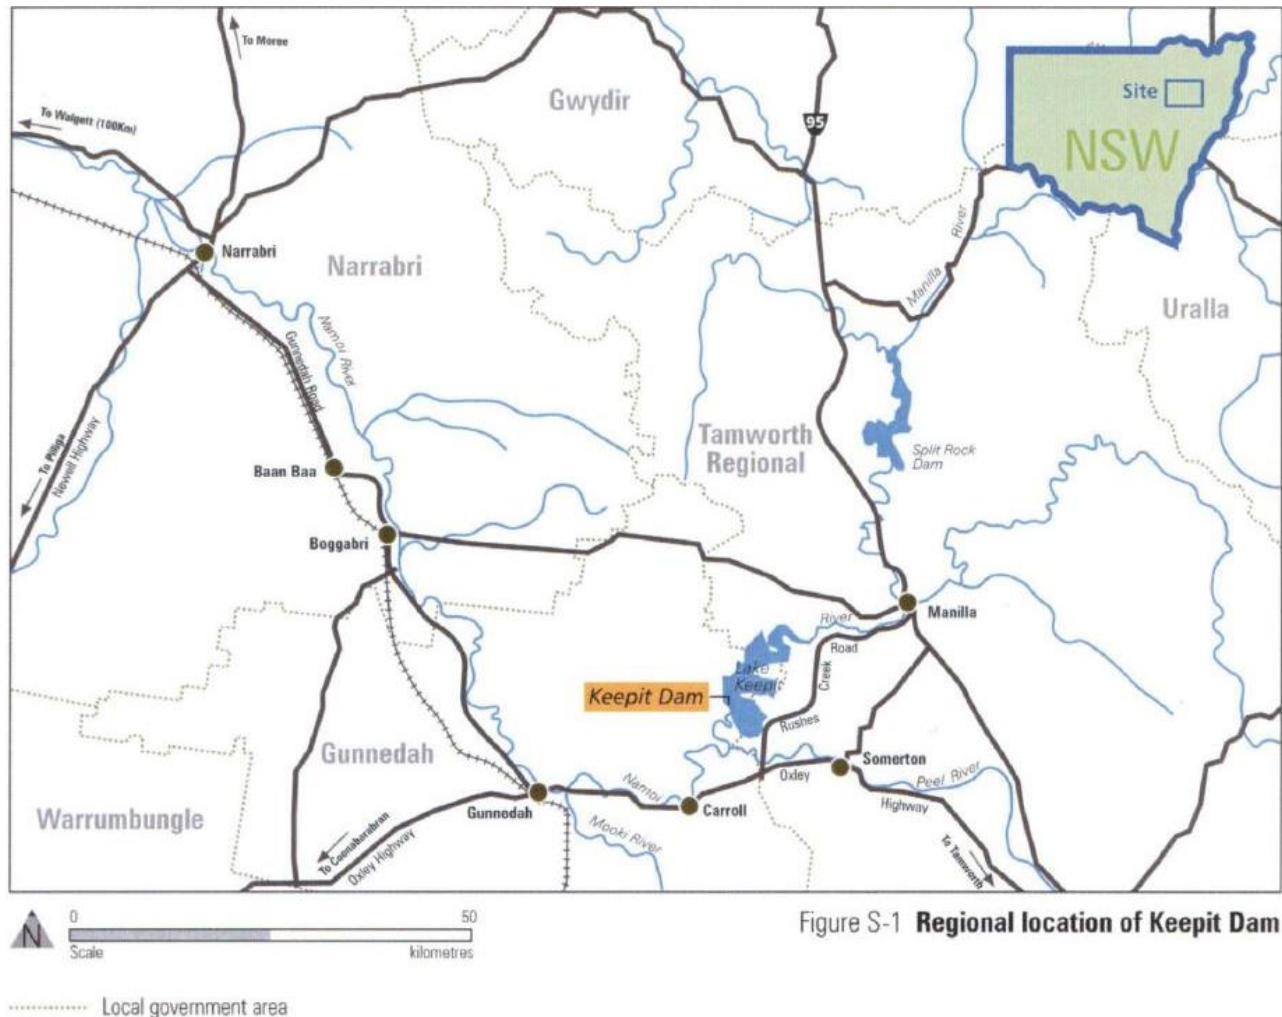 To Moree
To Walgett (100Km)
Gwydir
95
Site
NSW
River
Manilla
Narrabri
Narrabri
Uralla
Namoi River
Gunnedah Road
To Pilliga
Newell Highway
Tamworth
Regional
Split Rock
Dam
Baan Baa
Boggabri
Manilla
River
Road
Creek
Rushes
Lake
Keepit
Keepit Dam
Gunnedah
Somerton
Oxley
Peel River
Highway
Namoi
Carroll
Gunnedah
Warrumbungle
Mooki River
To Coonabarabran
Oxley Highway
To Tamworth
N
0
50
Scale
kilometres
Figure S-1 Regional location of Keepit Dam
Local government area